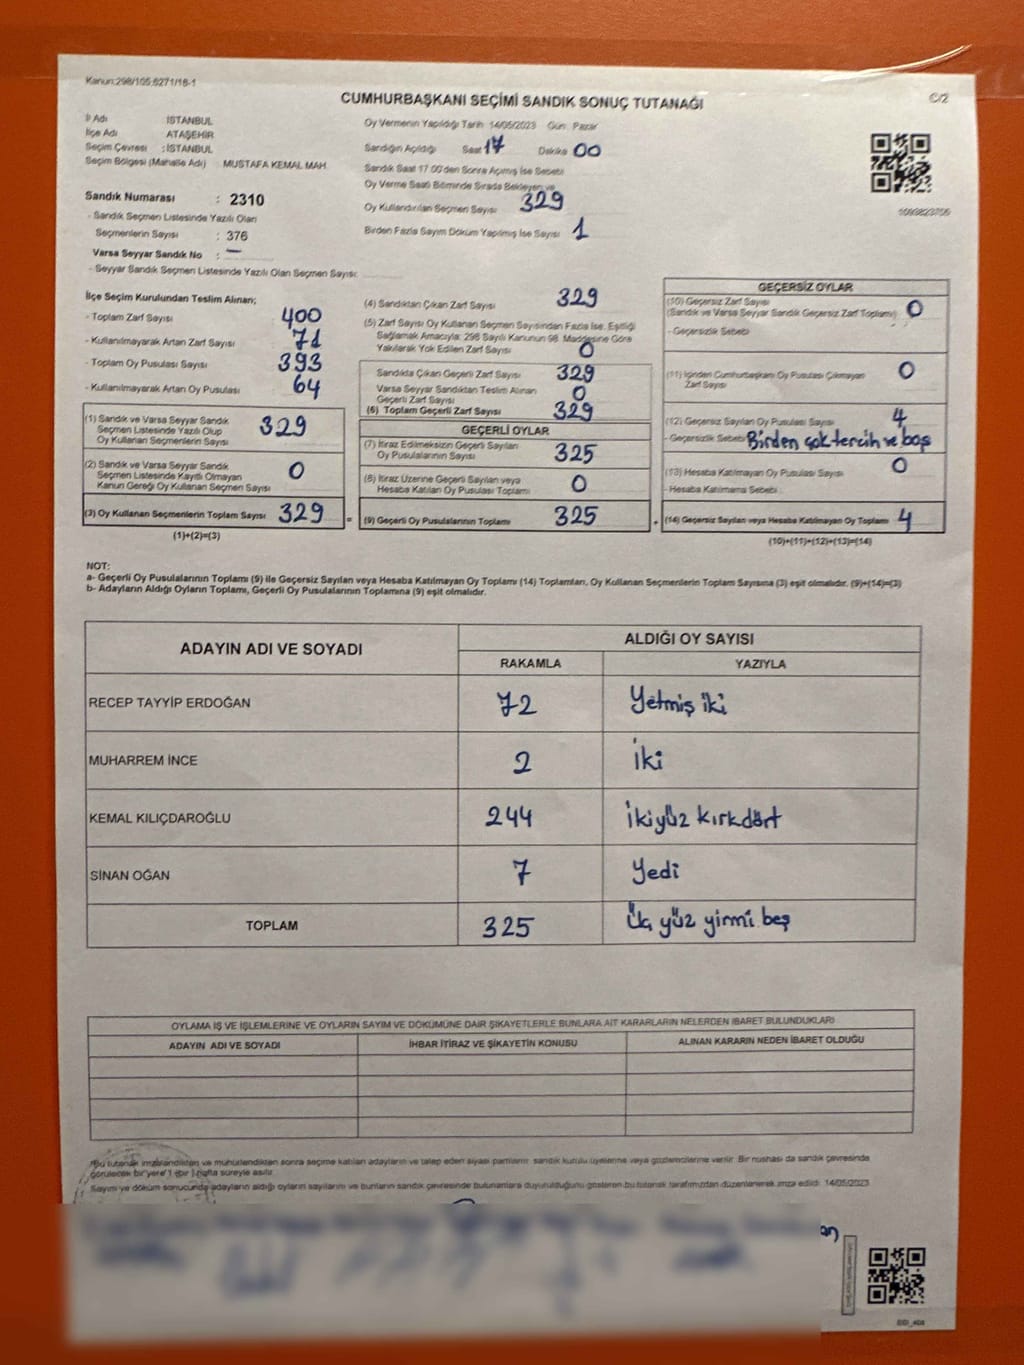 Kanun:298/105;6271/16-1
CUMHURBAŞKANI SEÇİMİ SANDIK SONUÇ TUTANAĞI
C/2
İl Adı İSTANBUL
İlçe Adı ATAŞEHİR
Seçim Çevresi : İSTANBUL
Seçim Bölgesi (Mahalle Adı) MUSTAFA KEMAL MAH.
Sandık Numarası : 2310
- Sandık Seçmen Listesinde Yazılı Olan
Seçmenlerin Sayısı : 376
Varsa Seyyar Sandık No : -
- Seyyar Sandık Seçmen Listesinde Yazılı Olan Seçmen Sayısı:
Oy Vermenin Yapıldığı Tarih 14/05/2023 Gün: Pazar
Sandığın Açıldığı Saat 17 Dakika 00
Sandık Saat 17:00'den Sonra Açılmış İse Sebebi
Oy Verme Saati Bitiminde Sırada Bekleyen ve
Oy Kullandırılan Seçmen Sayısı 329
Birden Fazla Sayım Döküm Yapılmış İse Sayısı 1
İlçe Seçim Kurulundan Teslim Alınan;
- Toplam Zarf Sayısı 400
- Kullanılmayarak Artan Zarf Sayısı 71
- Toplam Oy Pusulası Sayısı 393
- Kullanılmayarak Artan Oy Pusulası 64
(1) Sandık ve Varsa Seyyar Sandık
Seçmen Listesinde Yazılı Olup
Oy Kullanan Seçmenlerin Sayısı 329
(2) Sandık ve Varsa Seyyar Sandık
Seçmen Listesinde Kayıtlı Olmayan
Kanun Gereği Oy Kullanan Seçmen Sayısı 0
(3) Oy Kullanan Seçmenlerin Toplam Sayısı 329
(1)+(2)=(3)
(4) Sandıktan Çıkan Zarf Sayısı 329
(5) Zarf Sayısı Oy Kullanan Seçmen Sayısından Fazla İse, Eşitliği
Sağlamak Amacıyla; 298 Sayılı Kanunun 98. Maddesine Göre
Yakılarak Yok Edilen Zarf Sayısı 0
Sandıkta Çıkan Geçerli Zarf Sayısı 329
Varsa Seyyar Sandıktan Teslim Alınan
Geçerli Zarf Sayısı 0
(6) Toplam Geçerli Zarf Sayısı 329
GEÇERLİ OYLAR
(7) İtiraz Edilmeksizin Geçerli Sayılan
Oy Pusulalarının Sayısı 325
(8) İtiraz Üzerine Geçerli Sayılan veya
Hesaba Katılan Oy Pusulası Toplamı 0
(9) Geçerli Oy Pusulalarının Toplamı 325
GEÇERSİZ OYLAR
(10) Geçersiz Zarf Sayısı
(Sandık ve Varsa Seyyar Sandık Geçersiz Zarf Toplamı) 0
- Geçersizlik Sebebi
(11) İçinden Cumhurbaşkanı Oy Pusulası Çıkmayan
Zarf Sayısı 0
(12) Geçersiz Sayılan Oy Pusulası Sayısı 4
- Geçersizlik Sebebi Birden çok tercih ve boş
(13) Hesaba Katılmayan Oy Pusulası Sayısı 0
- Hesaba Katılmama Sebebi
(14) Geçersiz Sayılan veya Hesaba Katılmayan Oy Toplamı 4
(10)+(11)+(12)+(13)=(14)
NOT:
a- Geçerli Oy Pusulalarının Toplamı (9) ile Geçersiz Sayılan veya Hesaba Katılmayan Oy Toplamı (14) Toplamları, Oy Kullanan Seçmenlerin Toplam Sayısına (3) eşit olmalıdır. (9)+(14)=(3)
b- Adayların Aldığı Oyların Toplamı, Geçerli Oy Pusulalarının Toplamına (9) eşit olmalıdır.
ADAYIN ADI VE SOYADI ALDIĞI OY SAYISI
RAKAMLA YAZIYLA
RECEP TAYYİP ERDOĞAN 72 Yetmiş iki
MUHARREM İNCE 2 İki
KEMAL KILIÇDAROĞLU 244 İkiyüz kırkdört
SİNAN OĞAN 7 Yedi
TOPLAM 325 Üç yüz yirmi beş
OYLAMA İŞ VE İŞLEMLERİNE VE OYLARIN SAYIM VE DÖKÜMÜNE DAİR ŞİKAYETLERLE BUNLARA AİT KARARLARIN NELERDEN İBARET BULUNDUKLARI
ADAYIN ADI VE SOYADI İHBAR İTİRAZ VE ŞİKAYETİN KONUSU ALINAN KARARIN NEDEN İBARET OLDUĞU
*Bu tutanak imzalandıktan ve mühürlendikten sonra seçime katılan adayların ve talep eden siyasi partilerin sandık kurulu üyelerine veya gözlemcilerine verilir. Bir nüshası da sandık çevresinde
görülecek bir yere 1 (bir ) hafta süreyle asılır.
Sayım ve döküm sonucunda adayların aldığı oyların sayılarını ve bunların sandık çevresinde bulunanlara duyurulduğunu gösteren bu tutanak tarafımızdan düzenlenerek imza edildi. 14/05/2023